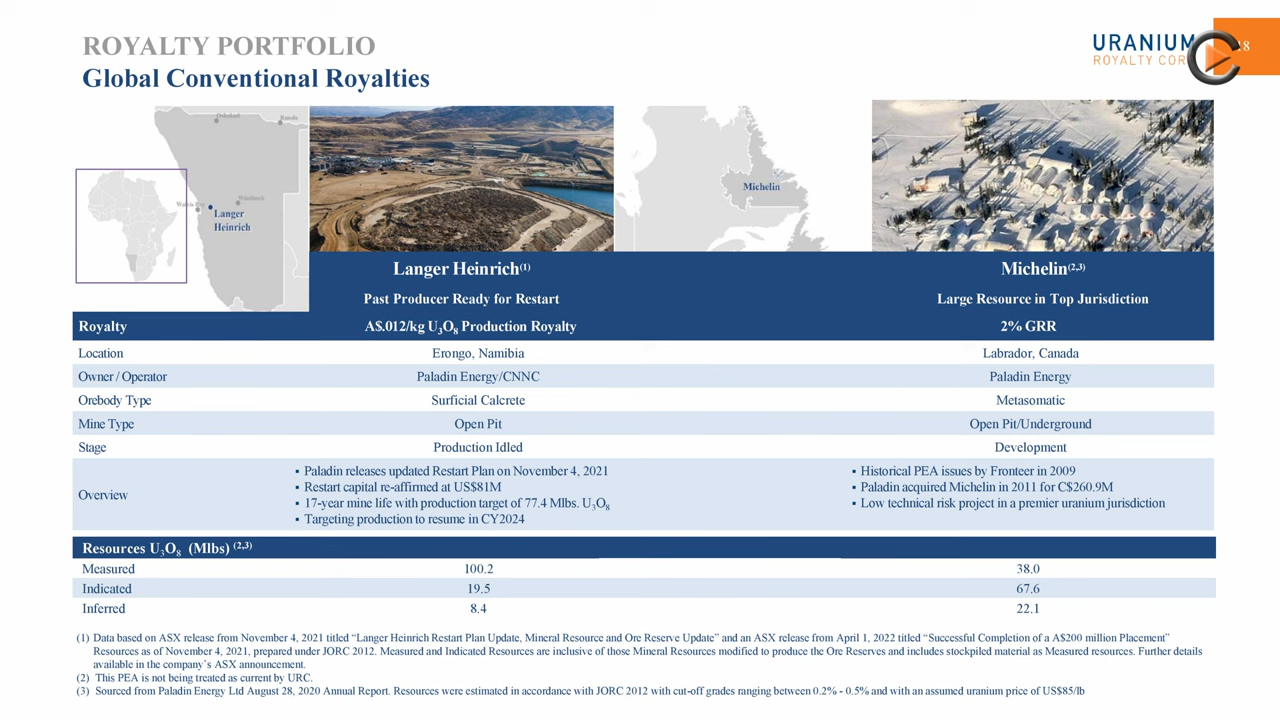 ROYALTY PORTFOLIO
Global Conventional Royalties
URANIUM
ROYALTY COR
18
Oshakati
Rundu
Windhoek
Walvis Bay
Langer
Heinrich
Michelin
Langer Heinrich(1)
Michelin(2,3)
Past Producer Ready for Restart
Large Resource in Top Jurisdiction
Royalty
A$.012/kg U3O8 Production Royalty
2% GRR
Location
Erongo, Namibia
Labrador, Canada
Owner / Operator
Paladin Energy/CNNC
Paladin Energy
Orebody Type
Surficial Calcrete
Metasomatic
Mine Type
Open Pit
Open Pit/Underground
Stage
Production Idled
Development
Overview
▪ Paladin releases updated Restart Plan on November 4, 2021
▪ Restart capital re-affirmed at US$81M
▪ 17-year mine life with production target of 77.4 Mlbs. U3O8
▪ Targeting production to resume in CY2024
▪ Historical PEA issues by Fronteer in 2009
▪ Paladin acquired Michelin in 2011 for C$260.9M
▪ Low technical risk project in a premier uranium jurisdiction
Resources U3O8 (Mlbs) (2,3)
Measured
100.2
38.0
Indicated
19.5
67.6
Inferred
8.4
22.1
(1) Data based on ASX release from November 4, 2021 titled “Langer Heinrich Restart Plan Update, Mineral Resource and Ore Reserve Update” and an ASX release from April 1, 2022 titled “Successful Completion of a A$200 million Placement”
Resources as of November 4, 2021, prepared under JORC 2012. Measured and Indicated Resources are inclusive of those Mineral Resources modified to produce the Ore Reserves and includes stockpiled material as Measured resources. Further details
available in the company`s ASX announcement.
(2) This PEA is not being treated as current by URC.
(3) Sourced from Paladin Energy Ltd August 28, 2020 Annual Report. Resources were estimated in accordance with JORC 2012 with cut-off grades ranging between 0.2% - 0.5% and with an assumed uranium price of US$85/lb